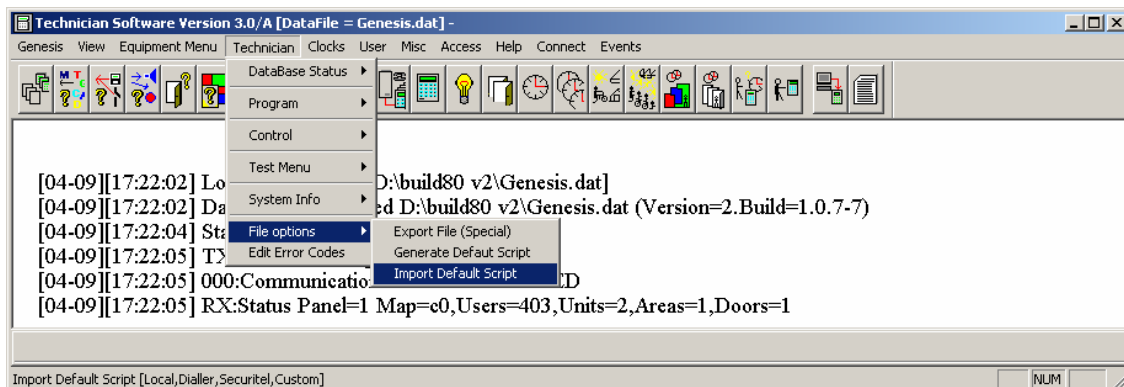 Technician Software Version 3.0/A [DataFile = Genesis.dat] -
Genesis View Equipment Menu Technician Clocks User Misc Access Help Connect Events
DataBase Status
Program
Control
Test Menu
System Info
File options
Edit Error Codes
Export File (Special)
Generate Defaut Script
Import Default Script
[04-09][17:22:02] Lo D:\build80 v2\Genesis.dat]
[04-09][17:22:02] Da ed D:\build80 v2\Genesis.dat (Version=2.Build=1.0.7-7)
[04-09][17:22:04] Sta
[04-09][17:22:05] TX
[04-09][17:22:05] 000:Communicatio ED
[04-09][17:22:05] RX:Status Panel=1 Map=c0,Users=403,Units=2,Areas=1,Doors=1
Import Default Script [Local,Dialler,Securitel,Custom]
NUM